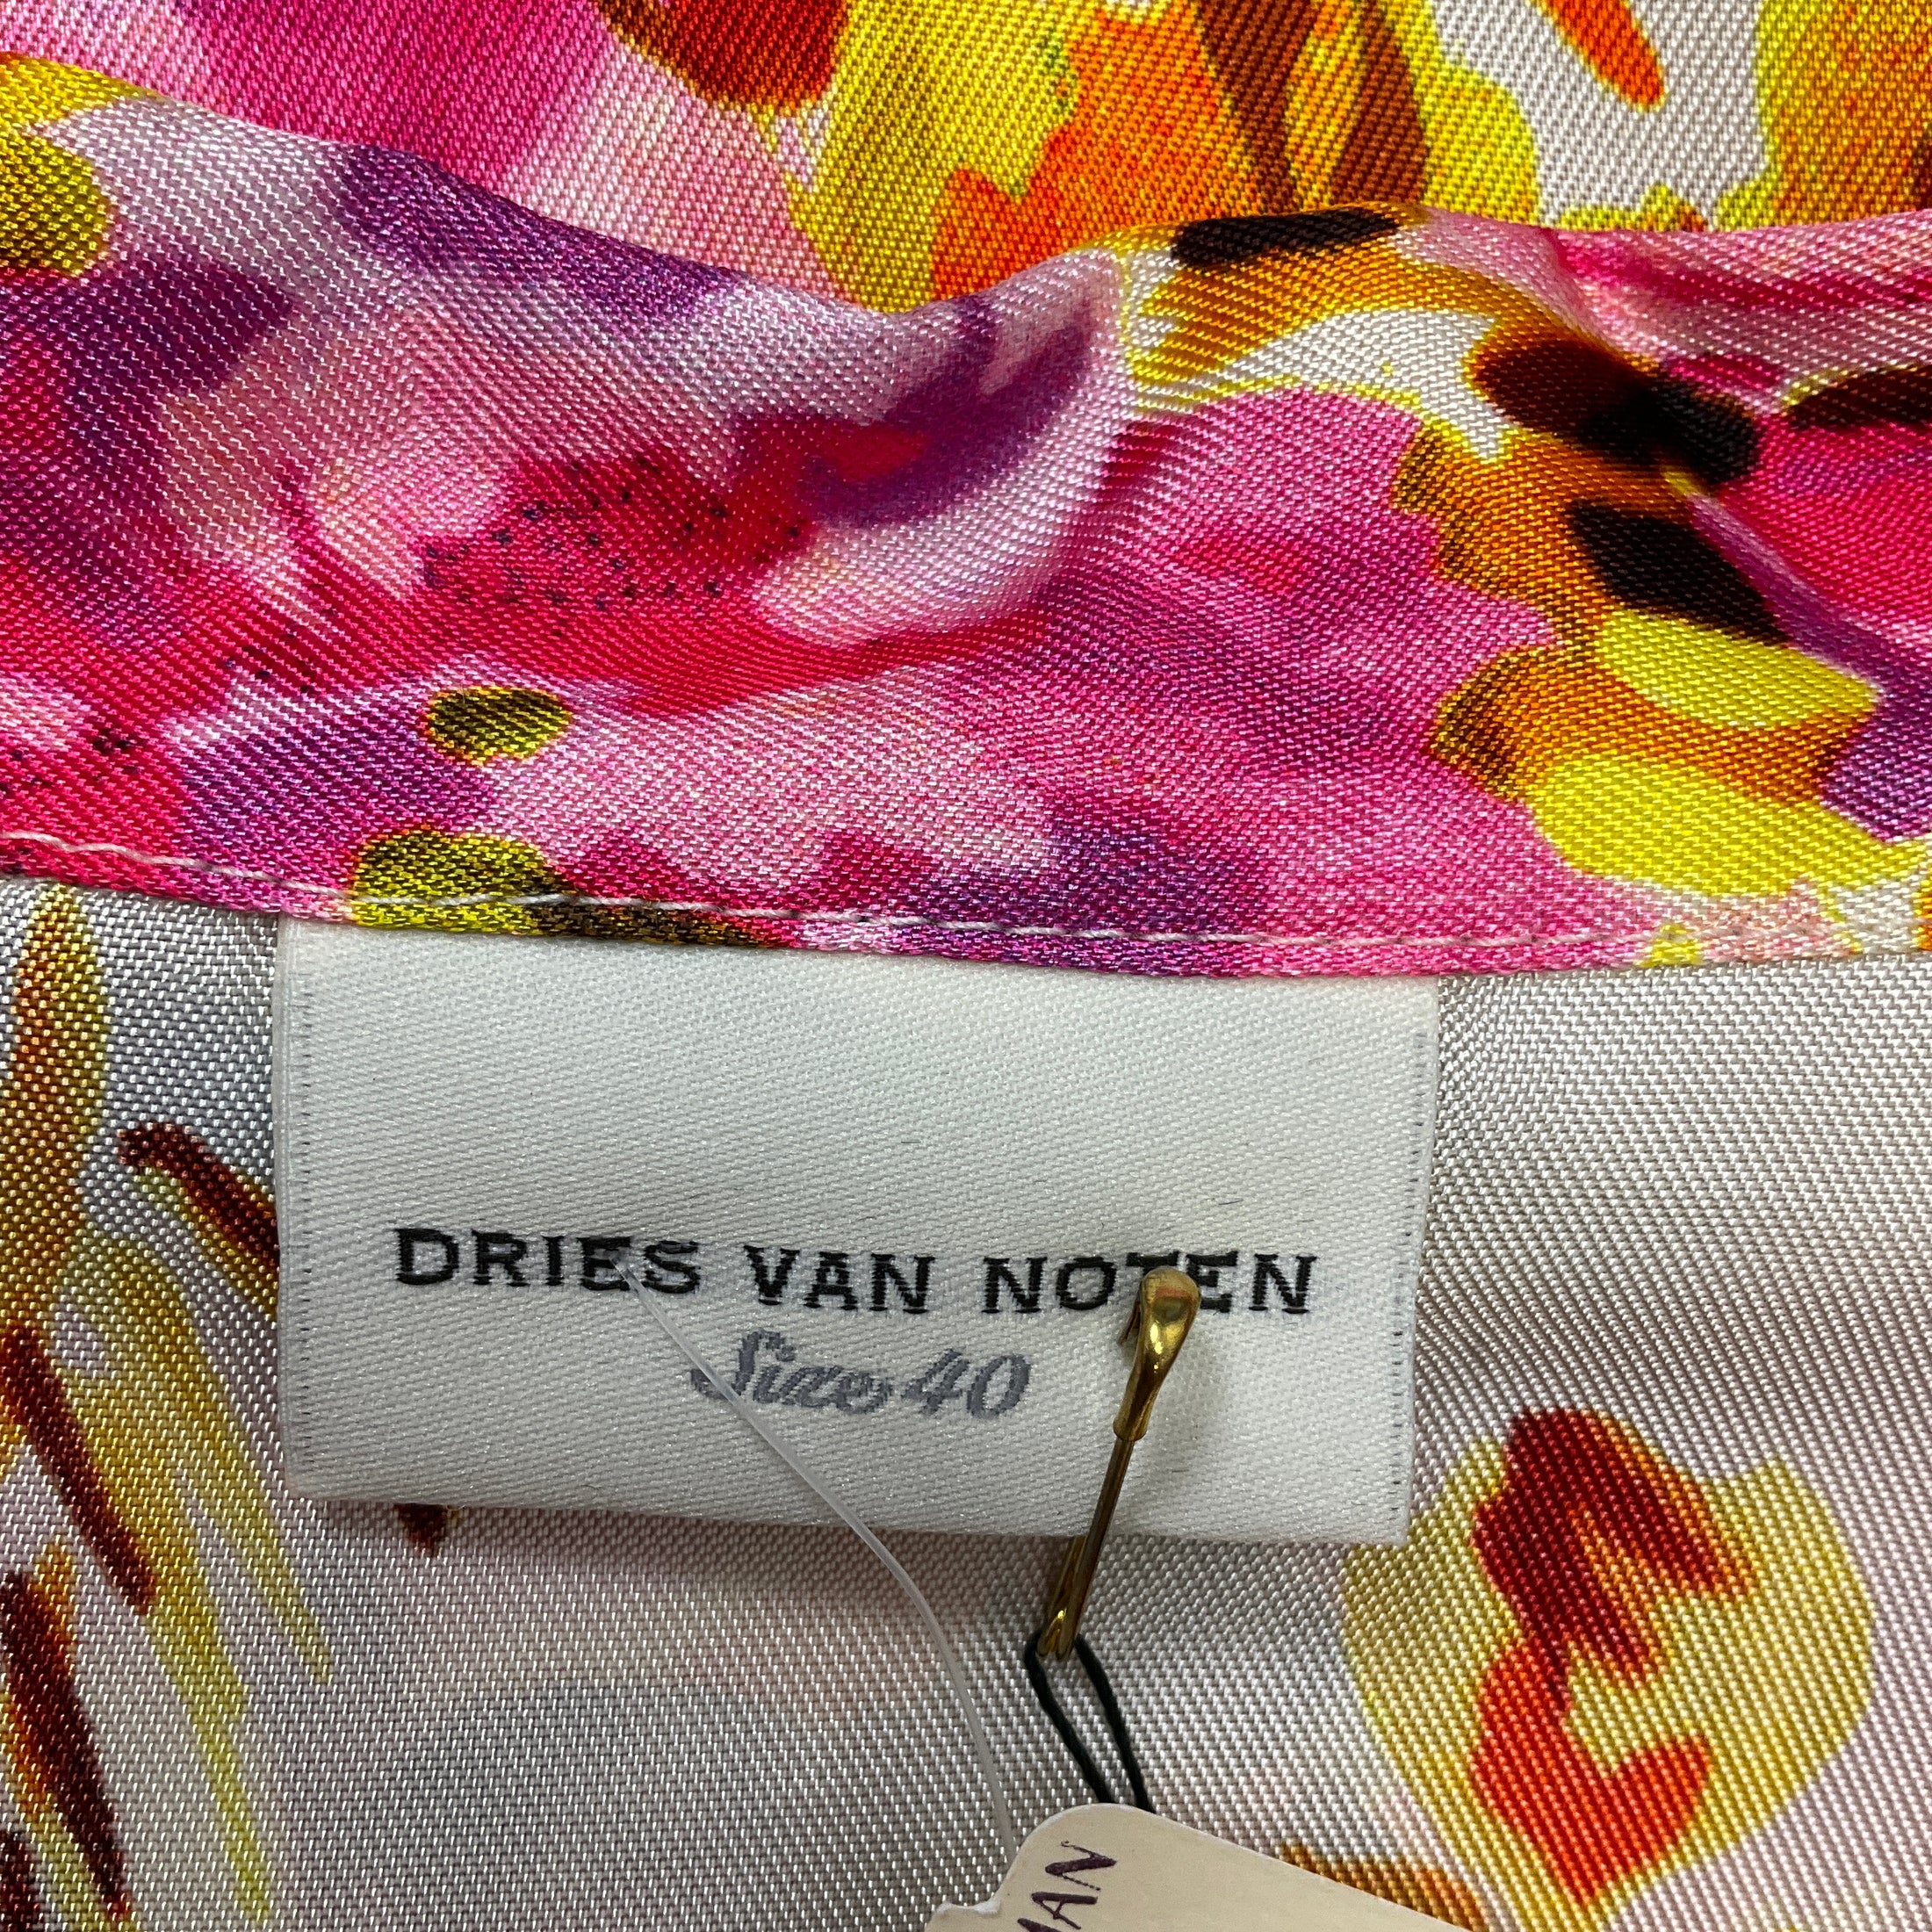 DRIES VAN NOTEN
Size 40